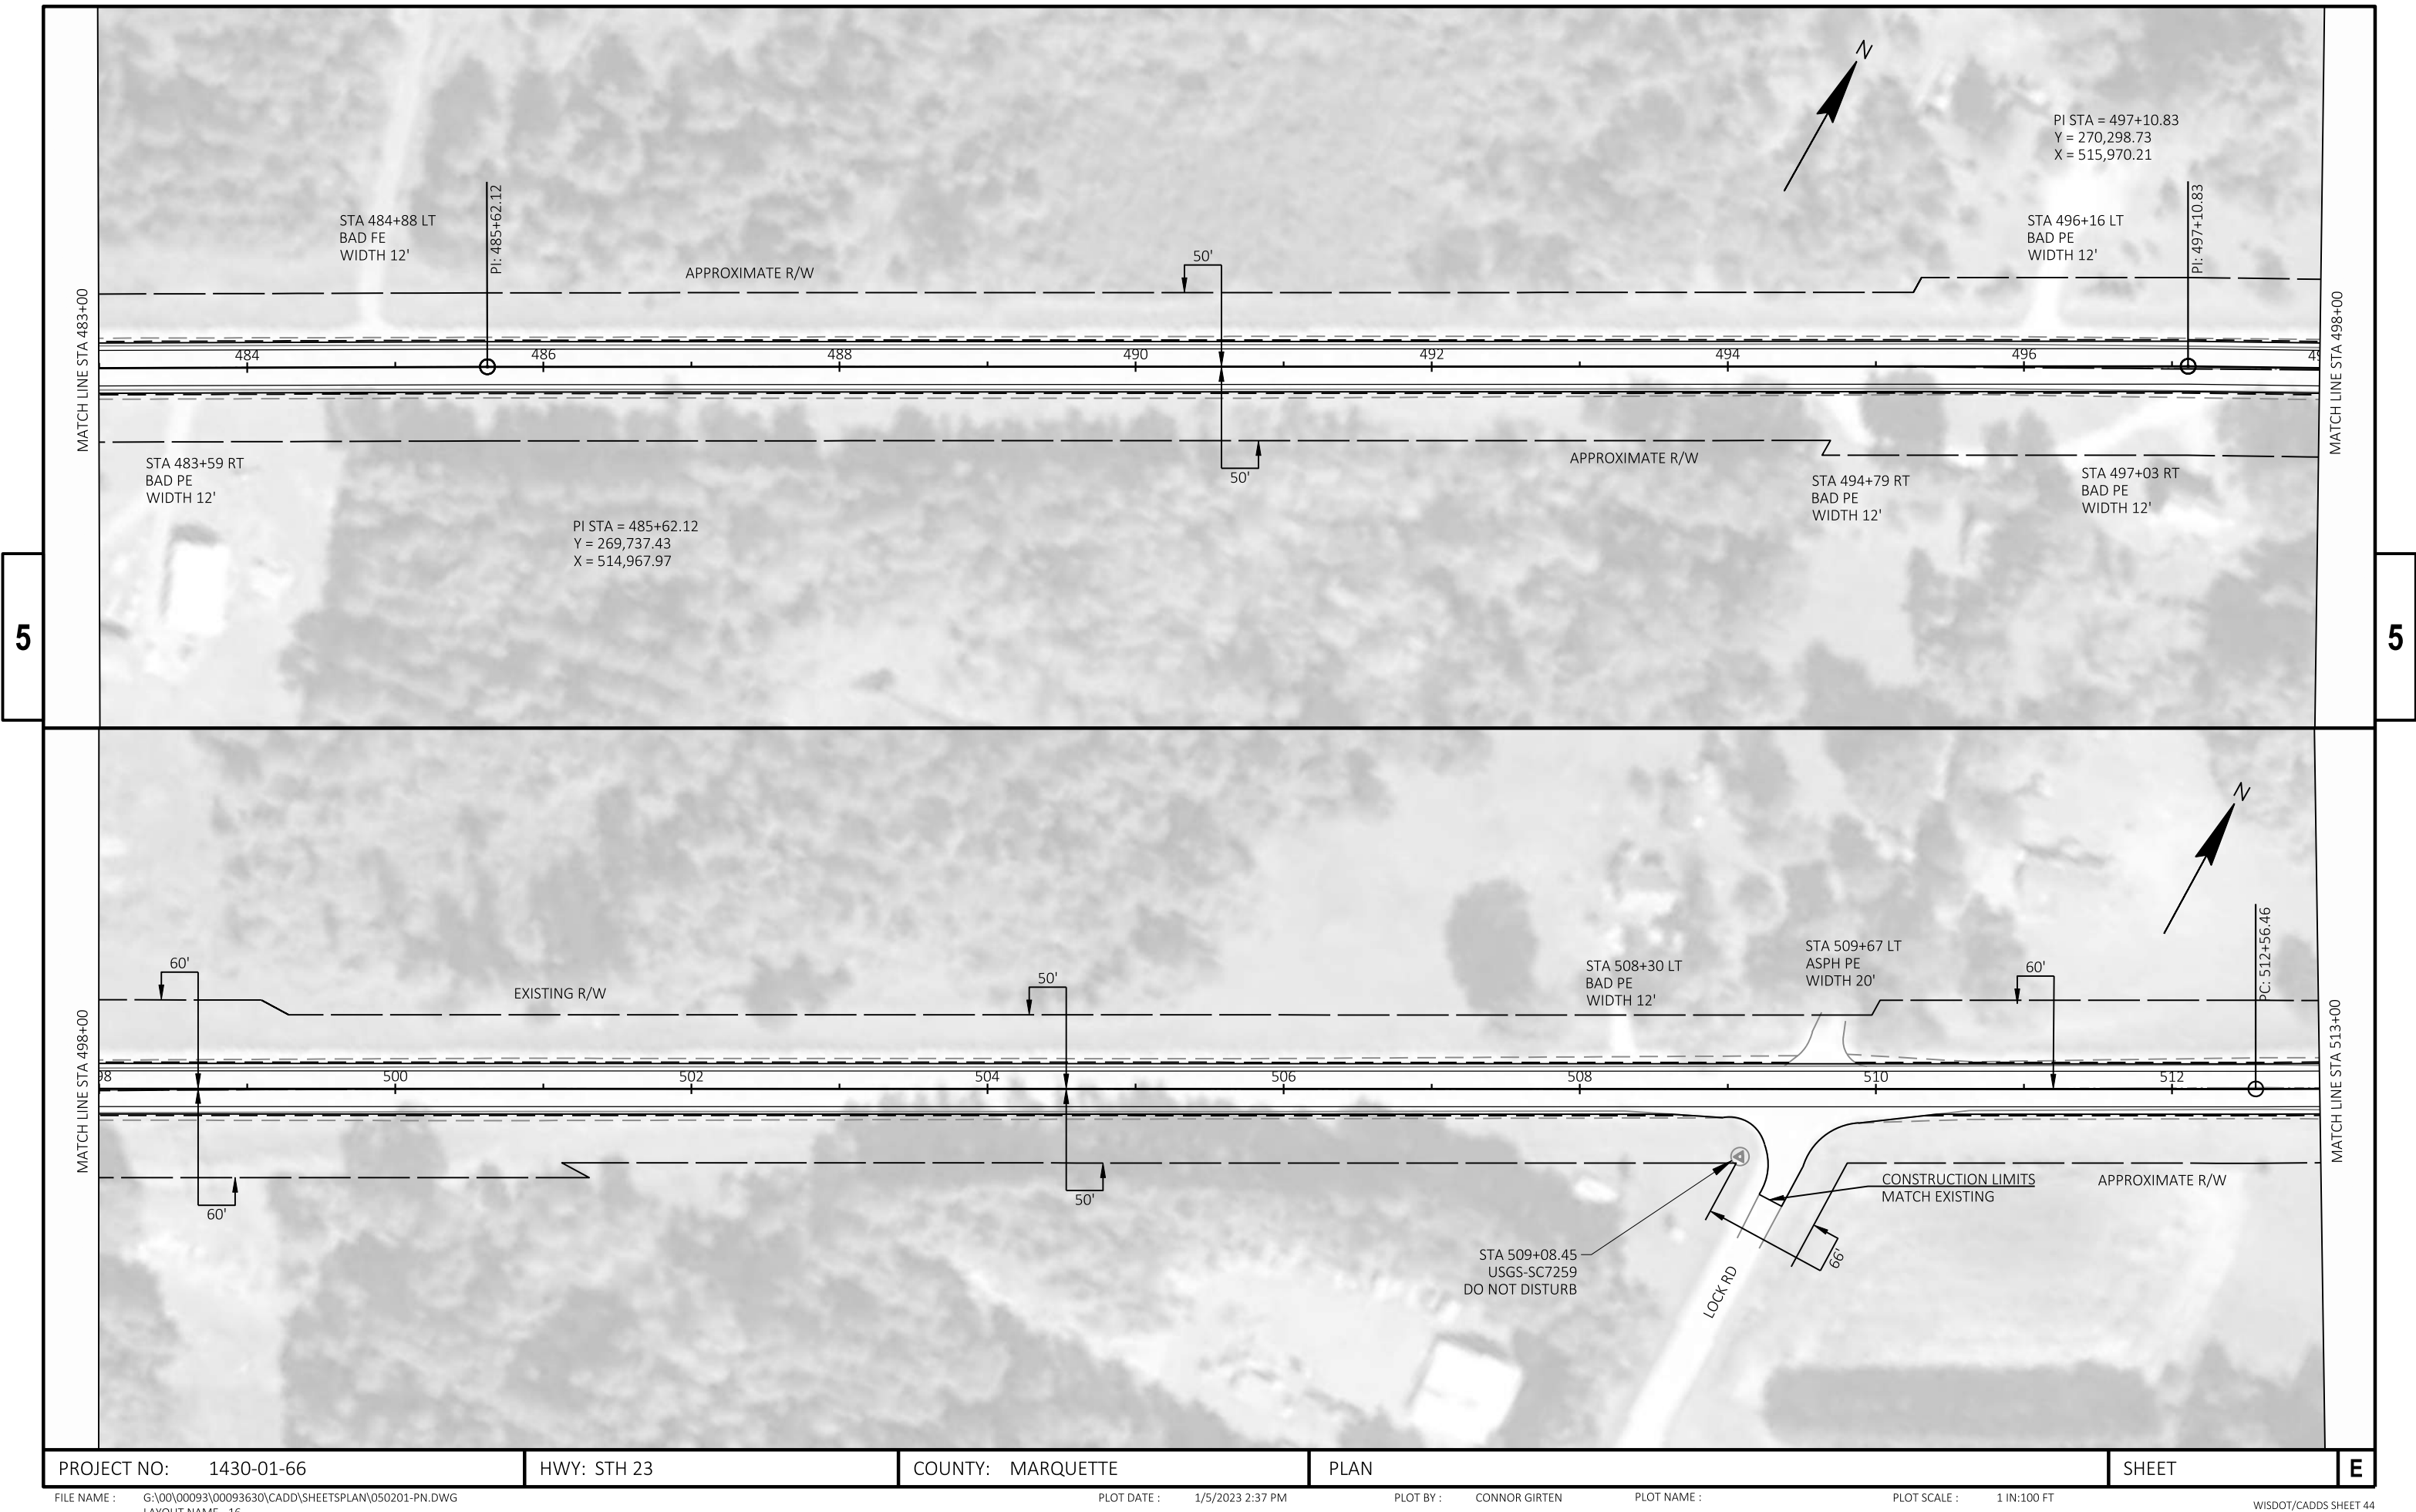 N
PI STA = 497+10.83
Y = 270,298.73
X = 515,970.21
STA 484+88 LT
BAD FE
WIDTH 12'
PI: 485+62.12
APPROXIMATE R/W
50'
STA 496+16 LT
BAD PE
WIDTH 12'
PI: 497+10.83
MATCH LINE STA 483+00
484
486
488
490
492
494
496
MATCH LINE STA 498+00
STA 483+59 RT
BAD PE
WIDTH 12'
50'
APPROXIMATE R/W
STA 494+79 RT
BAD PE
WIDTH 12'
STA 497+03 RT
BAD PE
WIDTH 12'
PI STA = 485+62.12
Y = 269,737.43
X = 514,967.97
5
5
N
60'
EXISTING R/W
50'
STA 508+30 LT
BAD PE
WIDTH 12'
STA 509+67 LT
ASPH PE
WIDTH 20'
60'
PC: 512+56.46
MATCH LINE STA 498+00
98
500
502
504
506
508
510
512
MATCH LINE STA 513+00
60'
50'
CONSTRUCTION LIMITS
MATCH EXISTING
APPROXIMATE R/W
STA 509+08.45
USGS-SC7259
DO NOT DISTURB
66'
LOCK RD
PROJECT NO: 1430-01-66
HWY: STH 23
COUNTY: MARQUETTE
PLAN
SHEET
E
FILE NAME : G:\00\00093\00093630\CADD\SHEETSPLAN\050201-PN.DWG
PLOT DATE : 1/5/2023 2:37 PM
PLOT BY : CONNOR GIRTEN
PLOT NAME :
PLOT SCALE : 1 IN:100 FT
WISDOT/CADDS SHEET 44